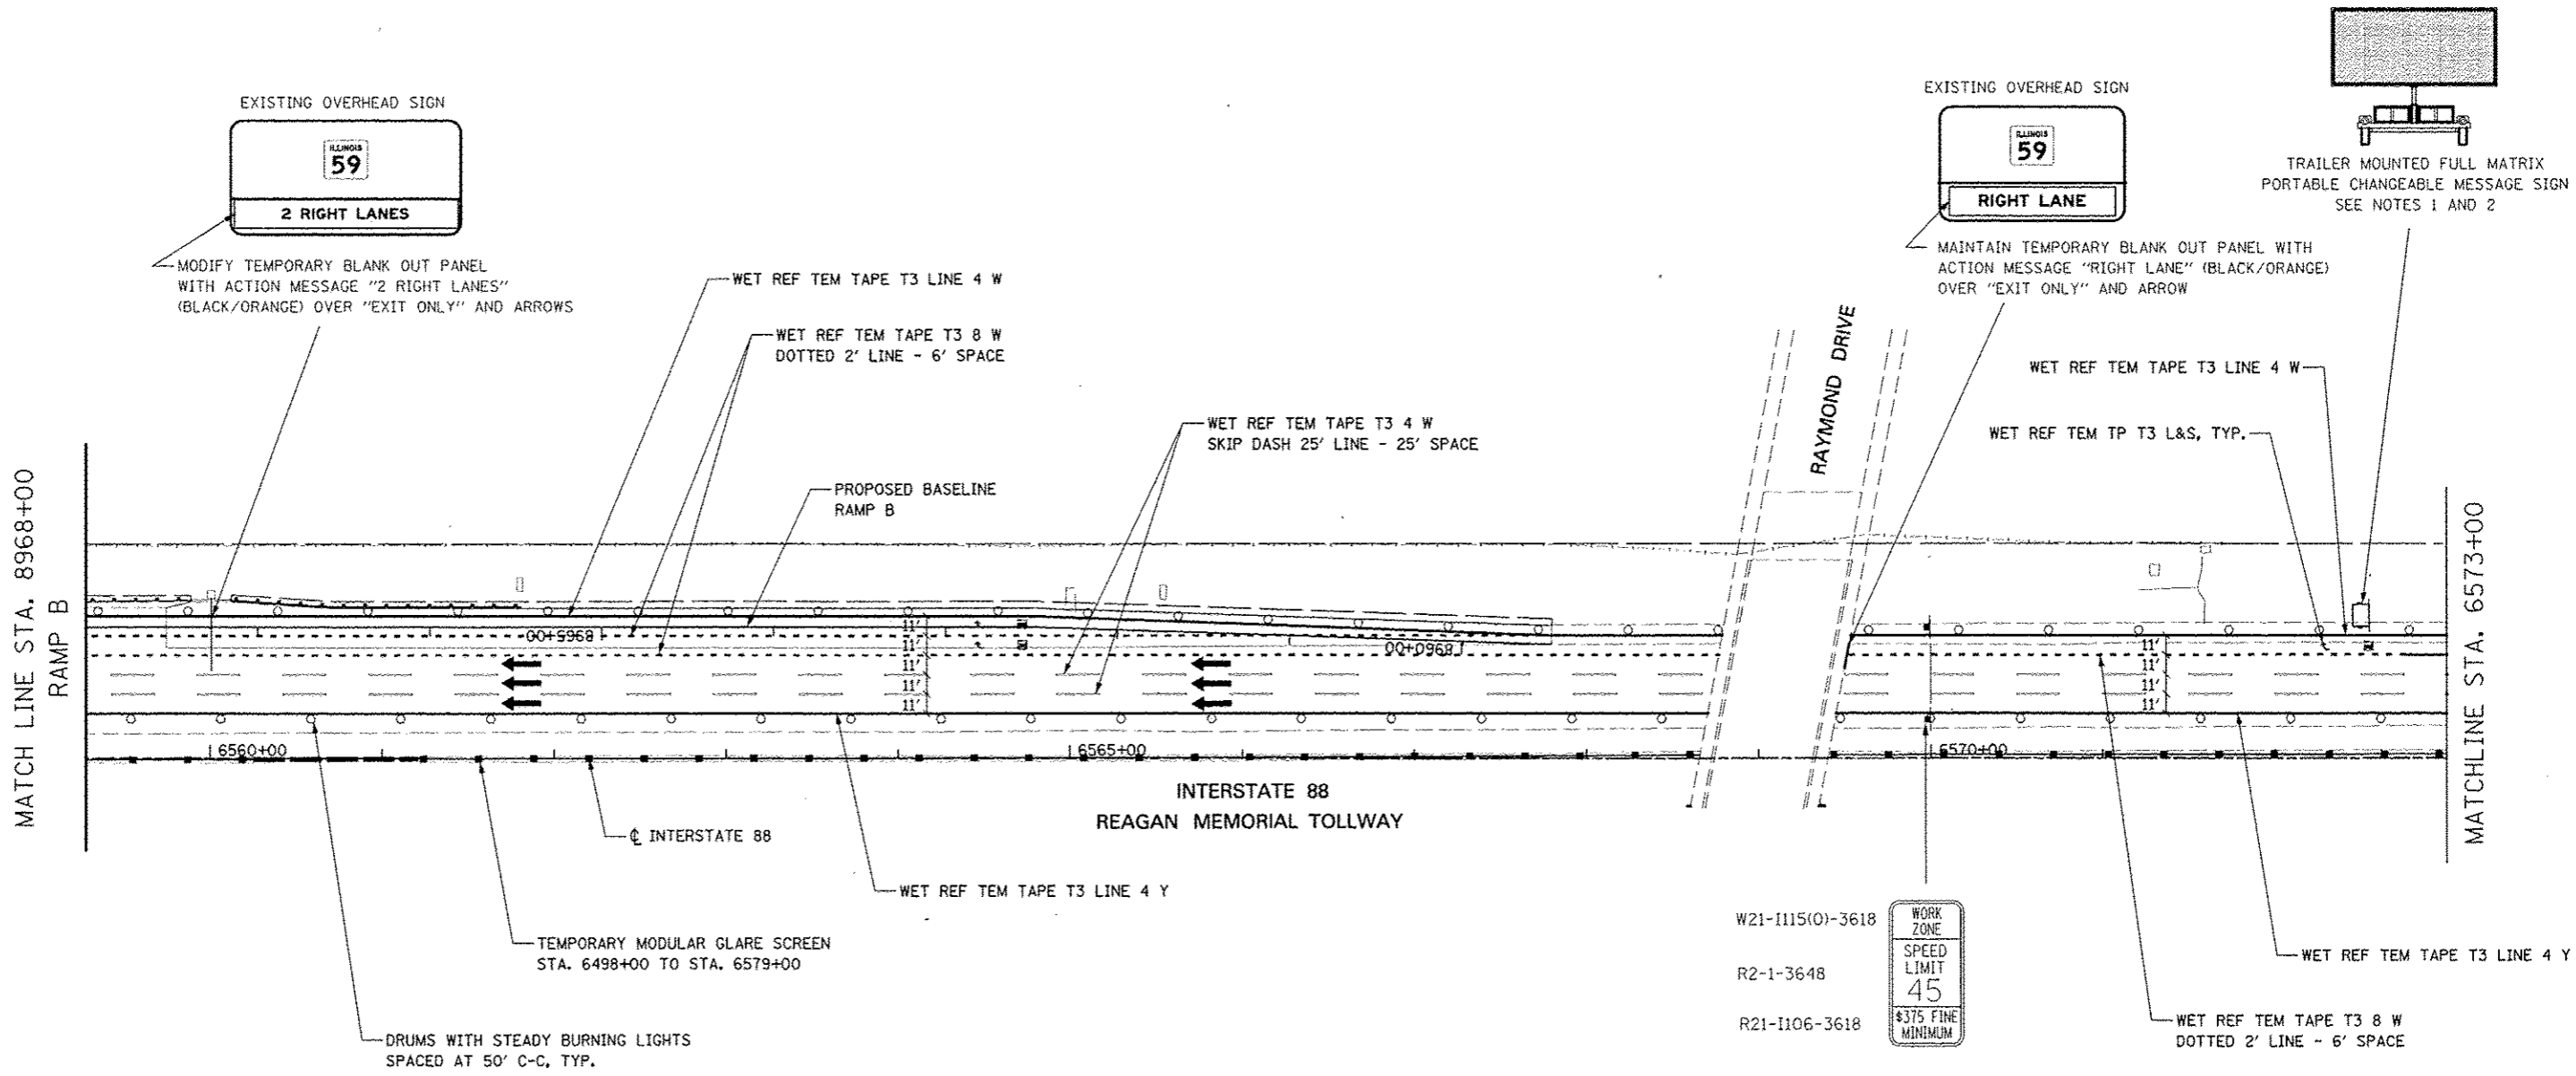 EXISTING OVERHEAD SIGN
ILLINOIS
59
2 RIGHT LANES
MODIFY TEMPORARY BLANK OUT PANEL
WITH ACTION MESSAGE "2 RIGHT LANES"
(BLACK/ORANGE) OVER "EXIT ONLY" AND ARROWS
WET REF TEM TAPE T3 LINE 4 W
WET REF TEM TAPE T3 8 W
DOTTED 2' LINE - 6' SPACE
WET REF TEM TAPE T3 4 W
SKIP DASH 25' LINE - 25' SPACE
PROPOSED BASELINE
RAMP B
RAYMOND DRIVE
EXISTING OVERHEAD SIGN
ILLINOIS
59
RIGHT LANE
MAINTAIN TEMPORARY BLANK OUT PANEL WITH
ACTION MESSAGE "RIGHT LANE" (BLACK/ORANGE)
OVER "EXIT ONLY" AND ARROW
TRAILER MOUNTED FULL MATRIX
PORTABLE CHANGEABLE MESSAGE SIGN
SEE NOTES 1 AND 2
WET REF TEM TAPE T3 LINE 4 W
WET REF TEM TP T3 L&S, TYP.
MATCH LINE STA. 8968+00
RAMP B
8965+00
8960+00
11'
11'
11'
11'
11'
11'
11'
11'
11'
6560+00
6565+00
6570+00
MATCHLINE STA. 6573+00
INTERSTATE 88
REAGAN MEMORIAL TOLLWAY
℄ INTERSTATE 88
WET REF TEM TAPE T3 LINE 4 Y
TEMPORARY MODULAR GLARE SCREEN
STA. 6498+00 TO STA. 6579+00
DRUMS WITH STEADY BURNING LIGHTS
SPACED AT 50' C-C, TYP.
W21-I115(O)-3618
R2-1-3648
R21-I106-3618
WORK
ZONE
SPEED
LIMIT
45
$375 FINE
MINIMUM
WET REF TEM TAPE T3 LINE 4 Y
WET REF TEM TAPE T3 8 W
DOTTED 2' LINE - 6' SPACE